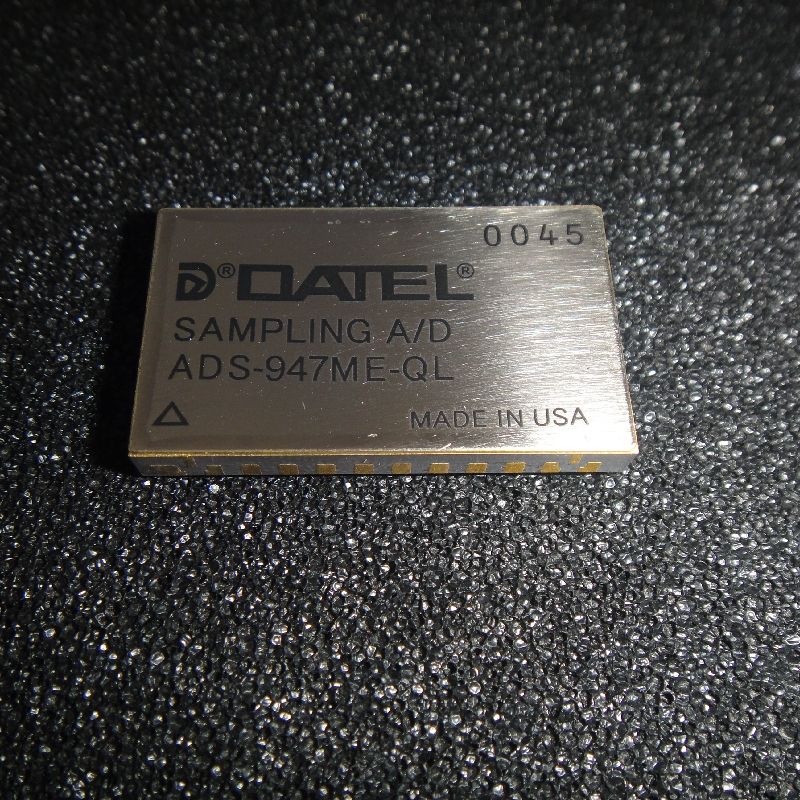 0045
D® DATEL®
SAMPLING A/D
ADS-947ME-QL
MADE IN USA